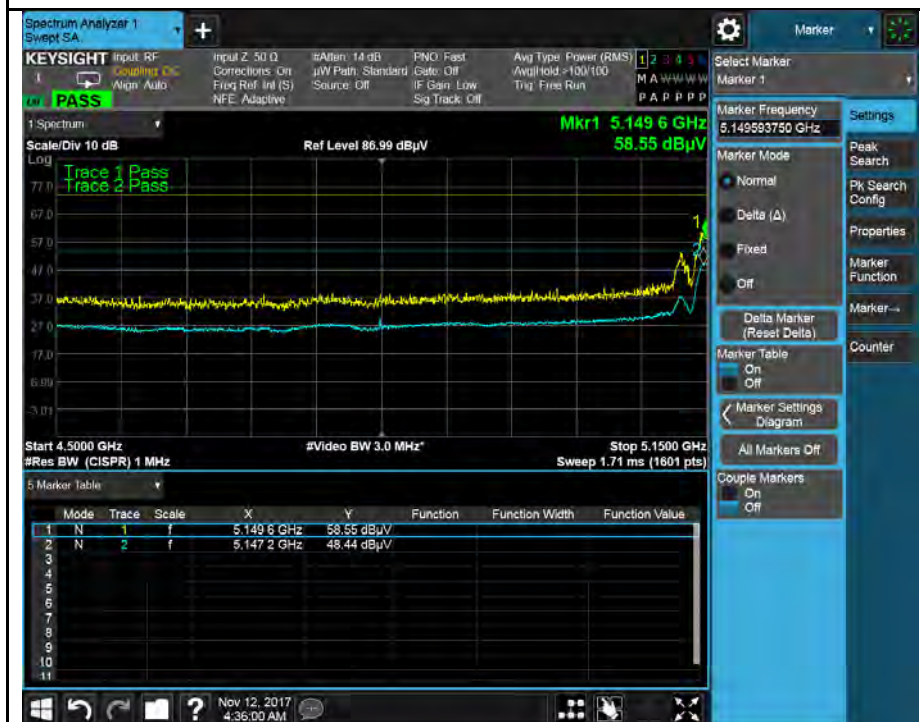 Spectrum Analyzer 1
Swept SA
+
Marker
KEYSIGHT
Input: RF
Coupling: DC
Align: Auto
Input Z: 50 Ω
Corrections: On
Freq Ref: Int (S)
NFE: Adaptive
#Atten: 14 dB
µW Path: Standard
Source: Off
PNO: Fast
Gate: Off
IF Gain: Low
Sig Track: Off
Avg Type: Power (RMS)
Avg|Hold: >100/100
Trig: Free Run
1 2 3 4 5 6
M A W W W W
P A P P P P
PASS
Select Marker
Marker 1
1 Spectrum
Mkr1 5.149 6 GHz
Scale/Div 10 dB
Ref Level 86.99 dBµV
58.55 dBµV
Log
Trace 1 Pass
Trace 2 Pass
77.0
67.0
57.0
47.0
37.0
27.0
17.0
6.99
-3.01
1
2
Start 4.5000 GHz
#Video BW 3.0 MHz*
Stop 5.1500 GHz
#Res BW (CISPR) 1 MHz
Sweep 1.71 ms (1601 pts)
5 Marker Table
Mode Trace Scale X Y Function Function Width Function Value
1 N 1 f 5.149 6 GHz 58.55 dBµV
2 N 2 f 5.147 2 GHz 48.44 dBµV
3
4
5
6
7
8
9
10
11
Marker Frequency
5.149593750 GHz
Marker Mode
Normal
Delta (Δ)
Fixed
Off
Delta Marker
(Reset Delta)
Marker Table
On
Off
Marker Settings
Diagram
All Markers Off
Couple Markers
On
Off
Settings
Peak
Search
Pk Search
Config
Properties
Marker
Function
Marker→
Counter
?
Nov 12, 2017
4:36:00 AM